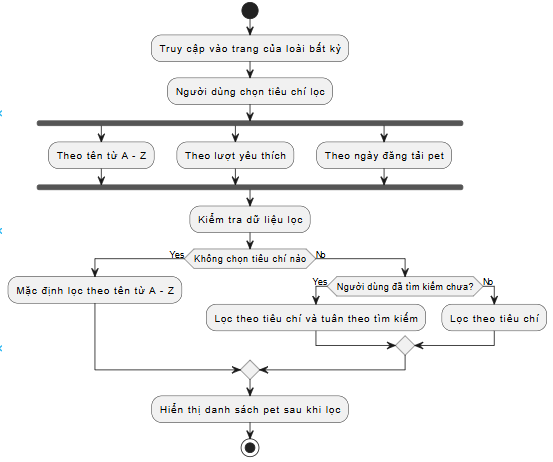 Truy cập vào trang của loài bất kỳ
Người dùng chọn tiêu chí lọc
Theo tên từ A - Z
Theo lượt yêu thích
Theo ngày đăng tải pet
Kiểm tra dữ liệu lọc
Yes
Không chọn tiêu chí nào
No
Mặc định lọc theo tên từ A - Z
Yes
Người dùng đã tìm kiếm chưa?
No
Lọc theo tiêu chí và tuân theo tìm kiếm
Lọc theo tiêu chí
Hiển thị danh sách pet sau khi lọc